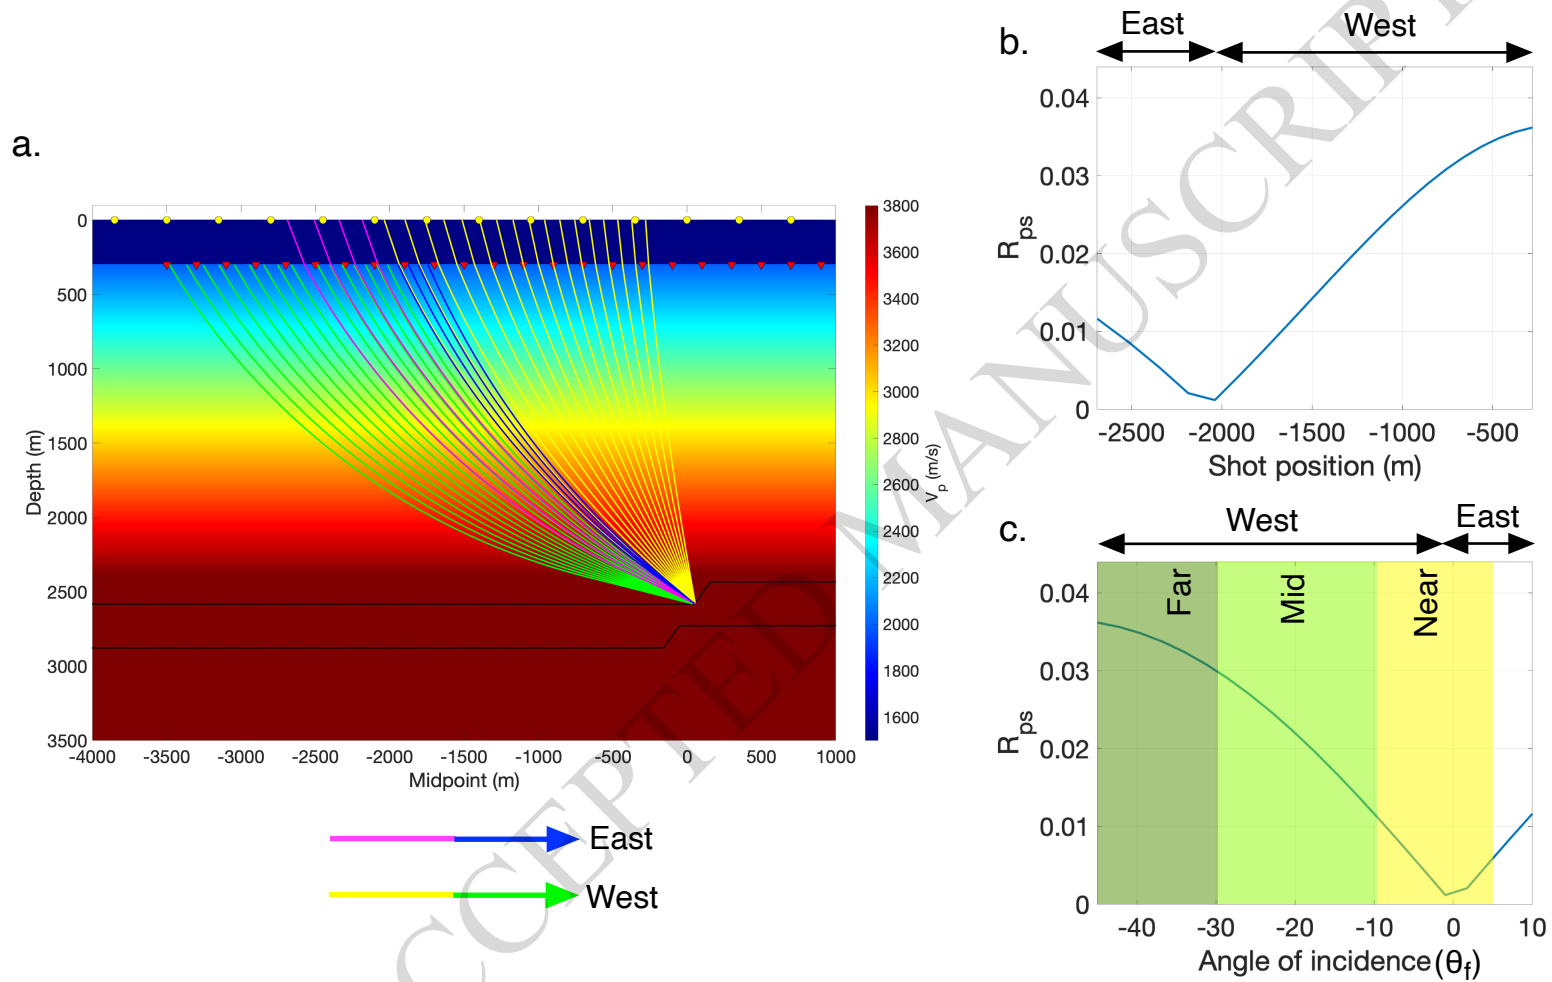 a.
0
500
1000
1500
2000
2500
3000
3500
Depth (m)
-4000 -3500 -3000 -2500 -2000 -1500 -1000 -500 0 500 1000
Midpoint (m)
3800
3600
3400
3200
3000
2800
2600
2400
2200
2000
1800
1600
Vp (m/s)
East
West
b.
East West
0.04
0.03
0.02
0.01
0
Rps
-2500 -2000 -1500 -1000 -500
Shot position (m)
c.
West East
Far Mid Near
0.04
0.03
0.02
0.01
0
Rps
-40 -30 -20 -10 0 10
Angle of incidence(θf)
CCEPTED MANUSCRIPT